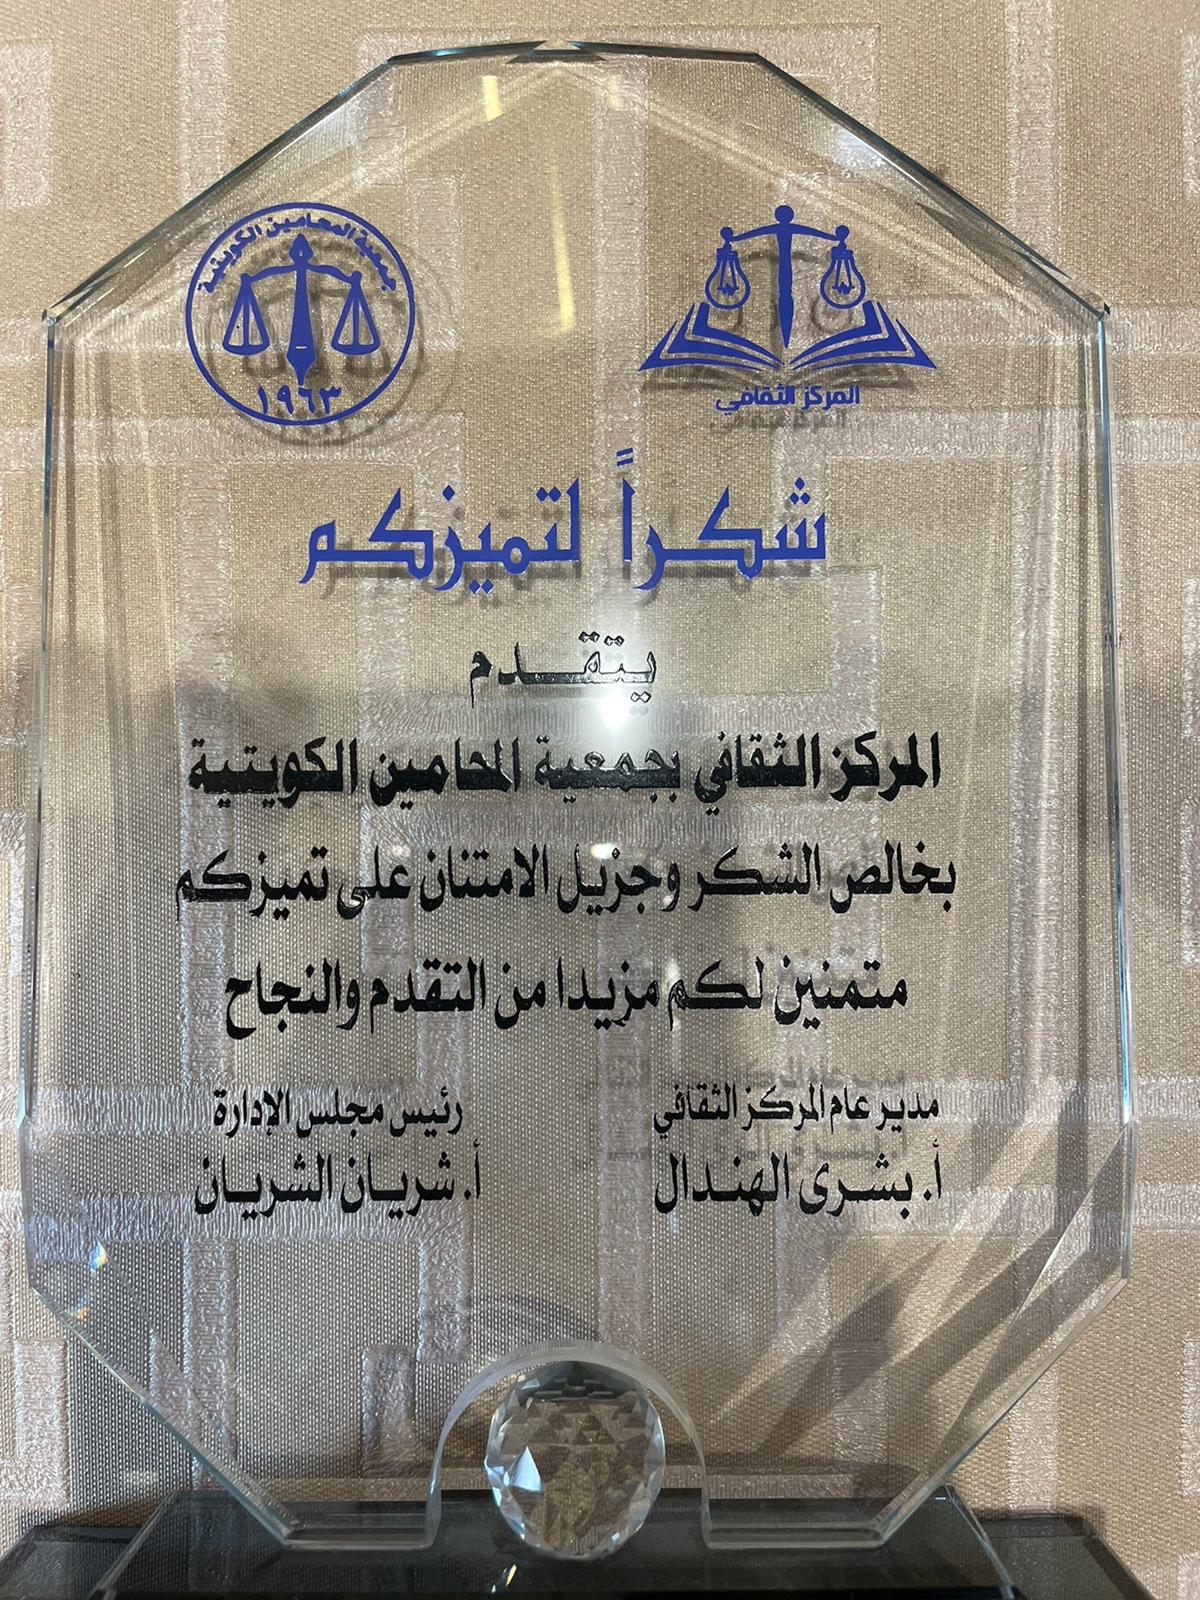 جمعية المحامين الكويتية
١٩٦٣
المركز الثقافي
شكراً لتميزكم
يتقدم
المركز الثقافي بجمعية المحامين الكويتية
بخالص الشكر وجزيل الامتنان على تميزكم
متمنين لكم مزيدا من التقدم والنجاح
مدير عام المركز الثقافي
أ. بشرى الهندال
رئيس مجلس الإدارة
أ. شريان الشريان